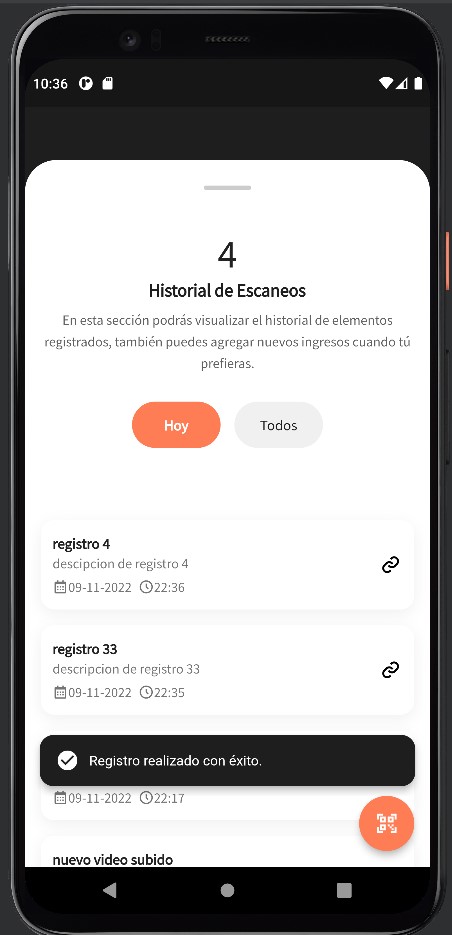 10:36
4
Historial de Escaneos
En esta sección podrás visualizar el historial de elementos
registrados, también puedes agregar nuevos ingresos cuando tú
prefieras.
Hoy
Todos
registro 4
descipcion de registro 4
09-11-2022 22:36
registro 33
descripcion de registro 33
09-11-2022 22:35
Registro realizado con éxito.
09-11-2022 22:17
nuevo video subido